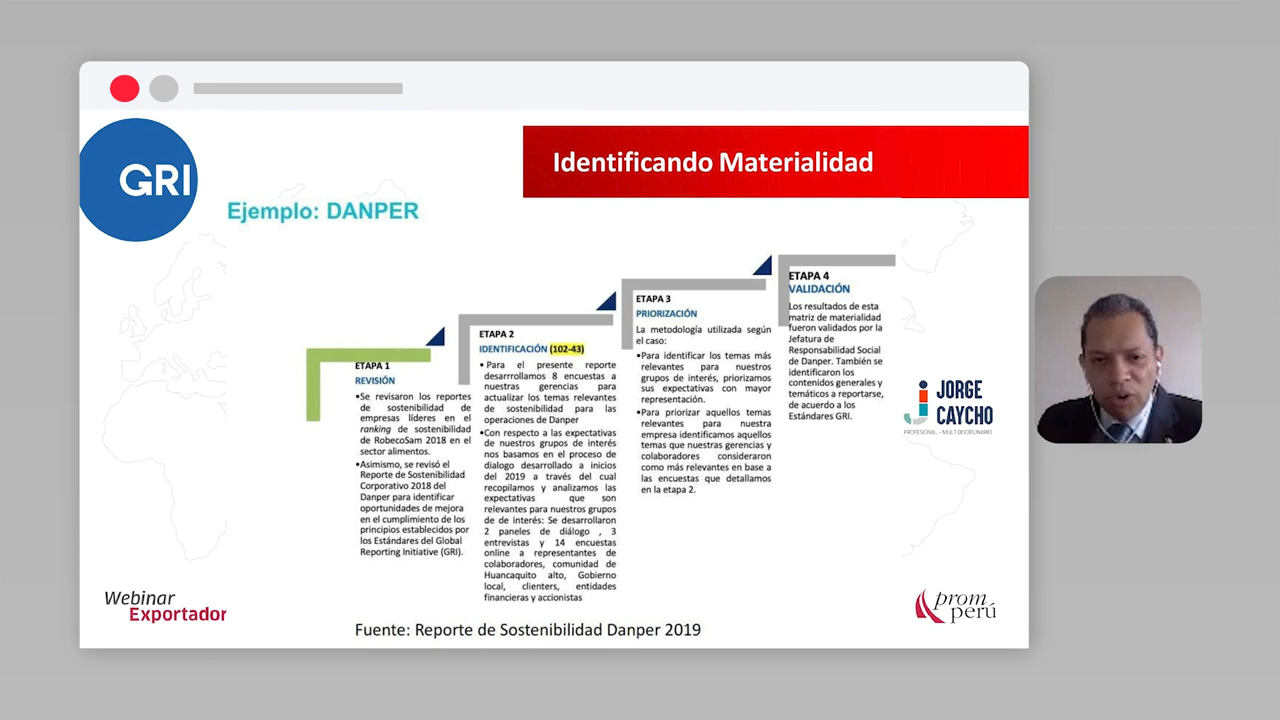 GRI
Identificando Materialidad
Ejemplo: DANPER
ETAPA 1
REVISIÓN
•Se revisaron los reportes
de sostenibilidad de
empresas líderes en el
ranking de sostenibilidad
de RobecoSam 2018 en el
sector alimentos.
•Asimismo, se revisó el
Reporte de Sostenibilidad
Corporativo 2018 del
Danper para identificar
oportunidades de mejora
en el cumplimiento de los
principios establecidos por
los Estándares del Global
Reporting Initiative (GRI).
ETAPA 2
IDENTIFICACIÓN (102-43)
• Para el presente reporte
desarrrollamos 8 encuestas a
nuestras gerencias para
actualizar los temas relevantes
de sostenibilidad para las
operaciones de Danper
•Con respecto a las expectativas
de nuestros grupos de interés
nos basamos en el proceso de
dialogo desarrollado a inicios
del 2019 a través del cual
recopilamos y analizamos las
expectativas que son
relevantes para nuestros grupos
de de interés: Se desarrollaron
2 paneles de diálogo , 3
entrevistas y 14 encuestas
online a representantes de
colaboradores, comunidad de
Huancaquito alto, Gobierno
local, clienters, entidades
financieras y accionistas
ETAPA 3
PRIORIZACIÓN
La metodología utilizada según
el caso:
•Para identificar los temas más
relevantes para nuestros
grupos de interés, priorizamos
sus expectativas con mayor
representación.
•Para priorizar aquellos temas
relevantes para nuestra
empresa identificamos aquellos
temas que nuestras gerencias y
colaboradores consideraron
como más relevantes en base a
las encuestas que detallamos
en la etapa 2.
ETAPA 4
VALIDACIÓN
Los resultados de esta
matriz de materialidad
fueron validados por la
Jefatura de
Responsabilidad Social
de Danper. También se
identificaron los
contenidos generales y
temáticos a reportarse,
de acuerdo a los
Estándares GRI.
JORGE
CAYCHO
PROFESIONAL - MULTIDISCIPLINARIO
Webinar
Exportador
prom
perú
Fuente: Reporte de Sostenibilidad Danper 2019